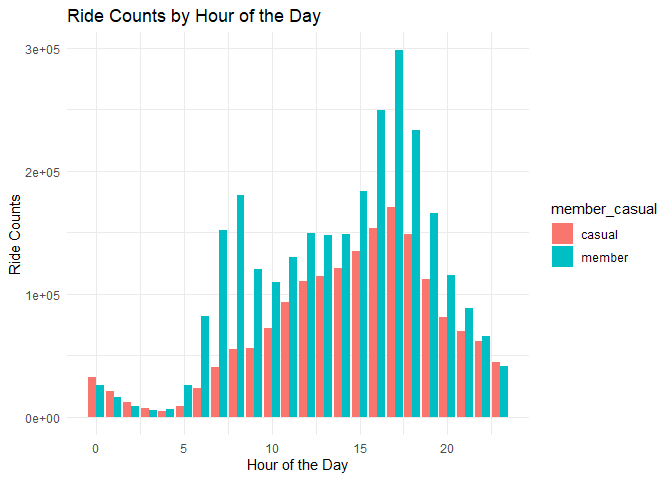 Ride Counts by Hour of the Day
3e+05
2e+05
1e+05
0e+00
Ride Counts
0 5 10 15 20
Hour of the Day
member_casual
casual
member